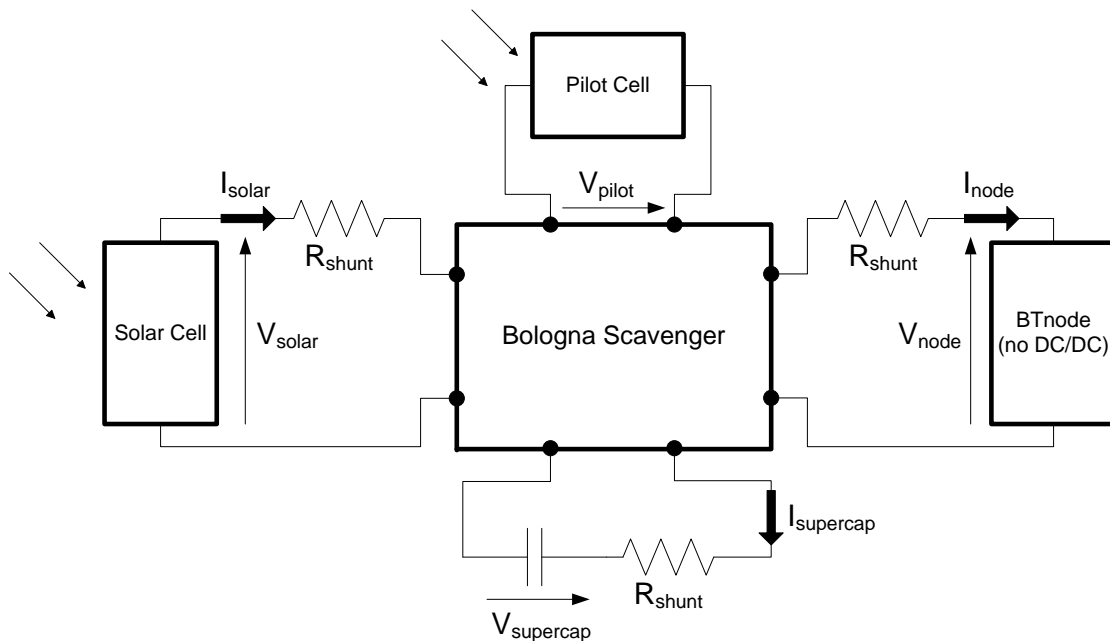 Pilot Cell
I_solar
V_pilot
I_node
R_shunt
R_shunt
Solar Cell
V_solar
Bologna Scavenger
V_node
BTnode
(no DC/DC)
I_supercap
R_shunt
V_supercap